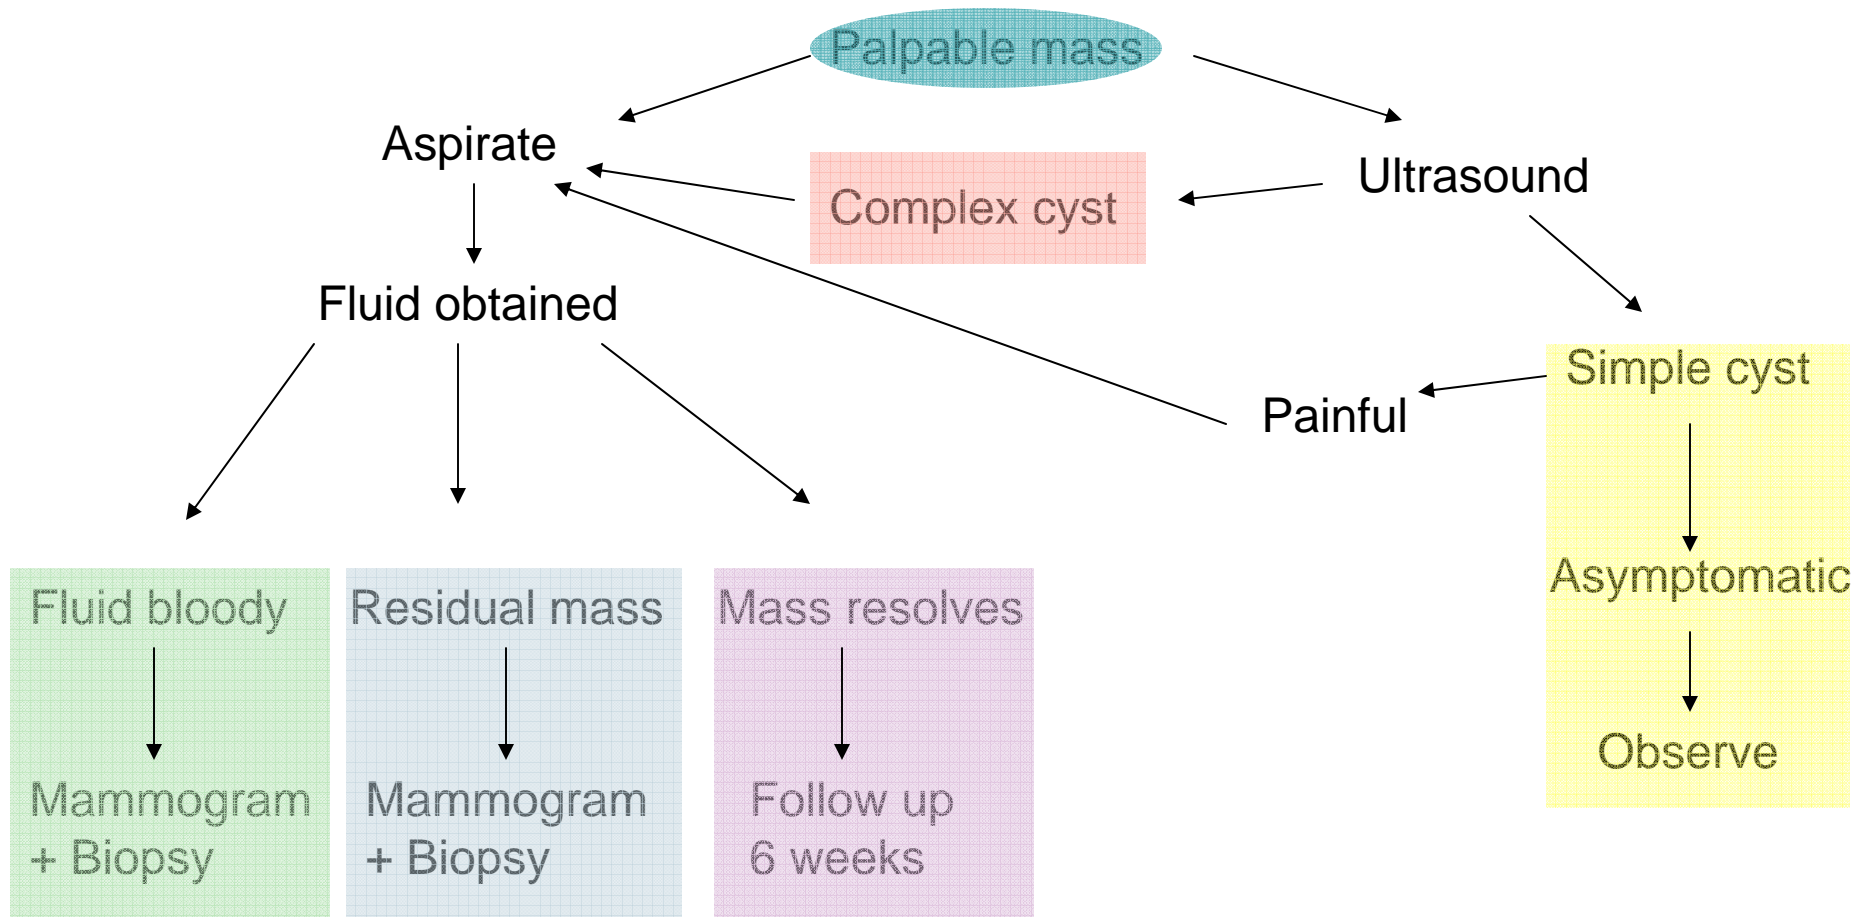 Palpable mass
Aspirate
Ultrasound
Complex cyst
Fluid obtained
Simple cyst
Painful
Asymptomatic
Fluid bloody
Residual mass
Mass resolves
Observe
Mammogram
+ Biopsy
Mammogram
+ Biopsy
Follow up
6 weeks